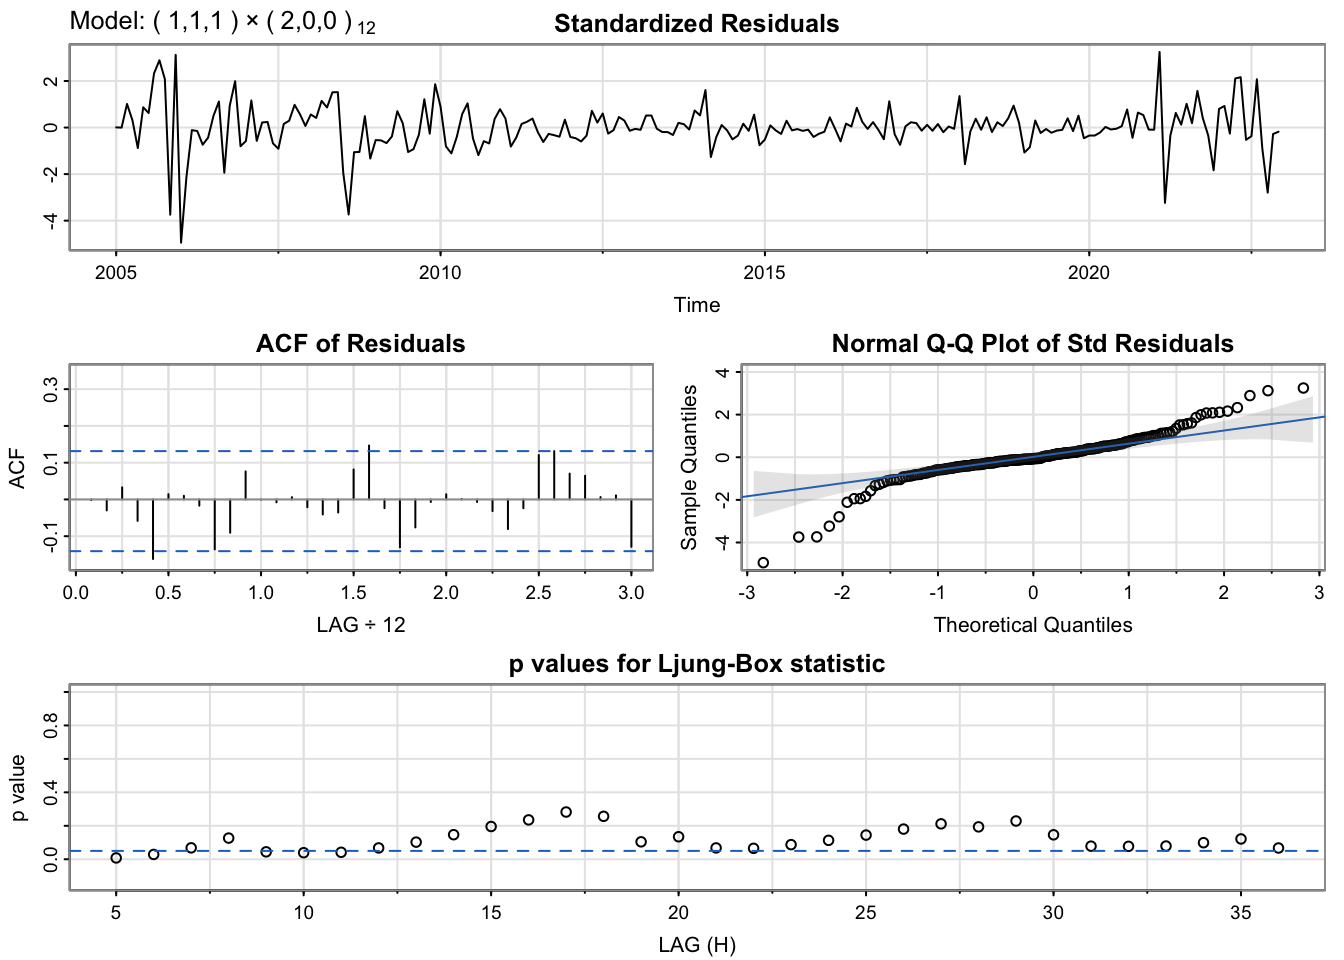 Model: ( 1,1,1 ) × ( 2,0,0 ) 12
Standardized Residuals
2
0
-2
-4
2005 2010 2015 2020
Time
ACF of Residuals
ACF
0.3
0.1
-0.1
0.0 0.5 1.0 1.5 2.0 2.5 3.0
LAG ÷ 12
Normal Q-Q Plot of Std Residuals
Sample Quantiles
4
2
0
-2
-4
-3 -2 -1 0 1 2 3
Theoretical Quantiles
p values for Ljung-Box statistic
p value
0.8
0.4
0.0
5 10 15 20 25 30 35
LAG (H)